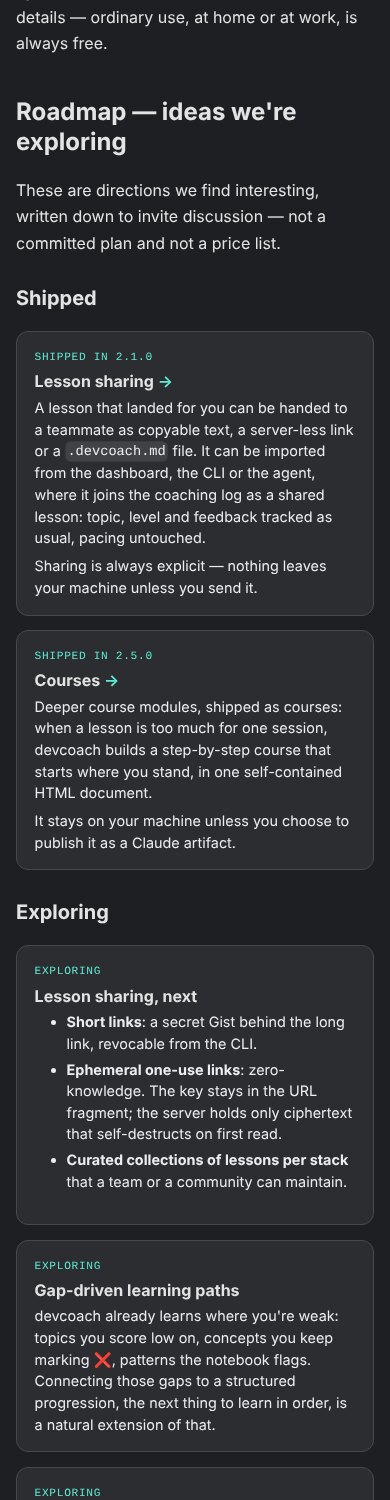 details — ordinary use, at home or at work, is
always free.
Roadmap — ideas we're
exploring
These are directions we find interesting,
written down to invite discussion — not a
committed plan and not a price list.
Shipped
SHIPPED IN 2.1.0
Lesson sharing →
A lesson that landed for you can be handed to
a teammate as copyable text, a server-less link
or a .devcoach.md file. It can be imported
from the dashboard, the CLI or the agent,
where it joins the coaching log as a shared
lesson: topic, level and feedback tracked as
usual, pacing untouched.
Sharing is always explicit — nothing leaves
your machine unless you send it.
SHIPPED IN 2.5.0
Courses →
Deeper course modules, shipped as courses:
when a lesson is too much for one session,
devcoach builds a step-by-step course that
starts where you stand, in one self-contained
HTML document.
It stays on your machine unless you choose to
publish it as a Claude artifact.
Exploring
EXPLORING
Lesson sharing, next
• Short links: a secret Gist behind the long
link, revocable from the CLI.
• Ephemeral one-use links: zero-
knowledge. The key stays in the URL
fragment; the server holds only ciphertext
that self-destructs on first read.
• Curated collections of lessons per stack
that a team or a community can maintain.
EXPLORING
Gap-driven learning paths
devcoach already learns where you're weak:
topics you score low on, concepts you keep
marking ❌, patterns the notebook flags.
Connecting those gaps to a structured
progression, the next thing to learn in order, is
a natural extension of that.
EXPLORING